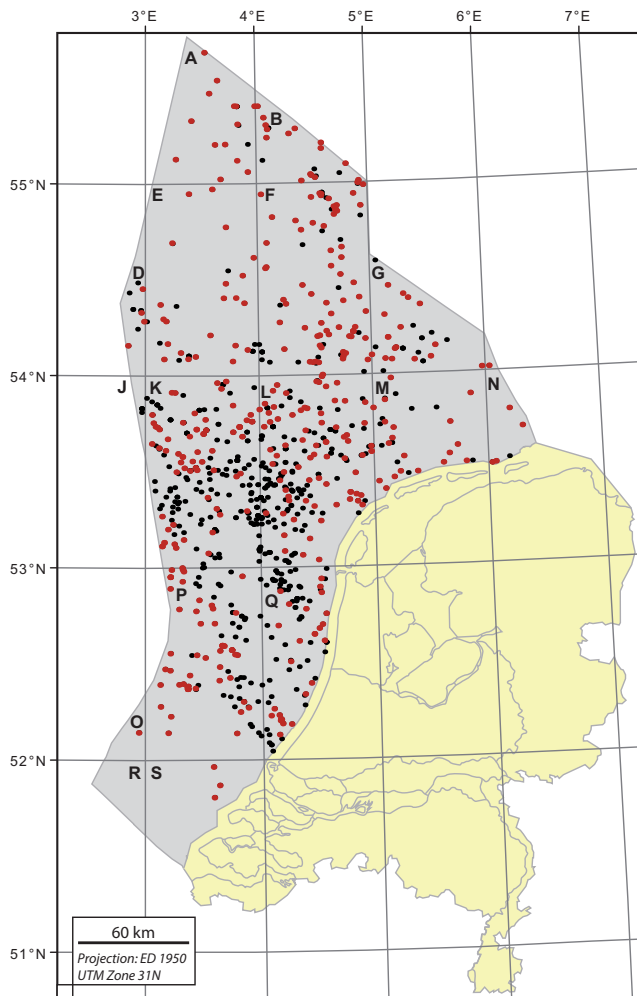 3°E 4°E 5°E 6°E 7°E
A
B
55°N
E F
D G
54°N
J K L M N
53°N
P Q
O
52°N
R S
51°N
60 km
Projection: ED 1950
UTM Zone 31N